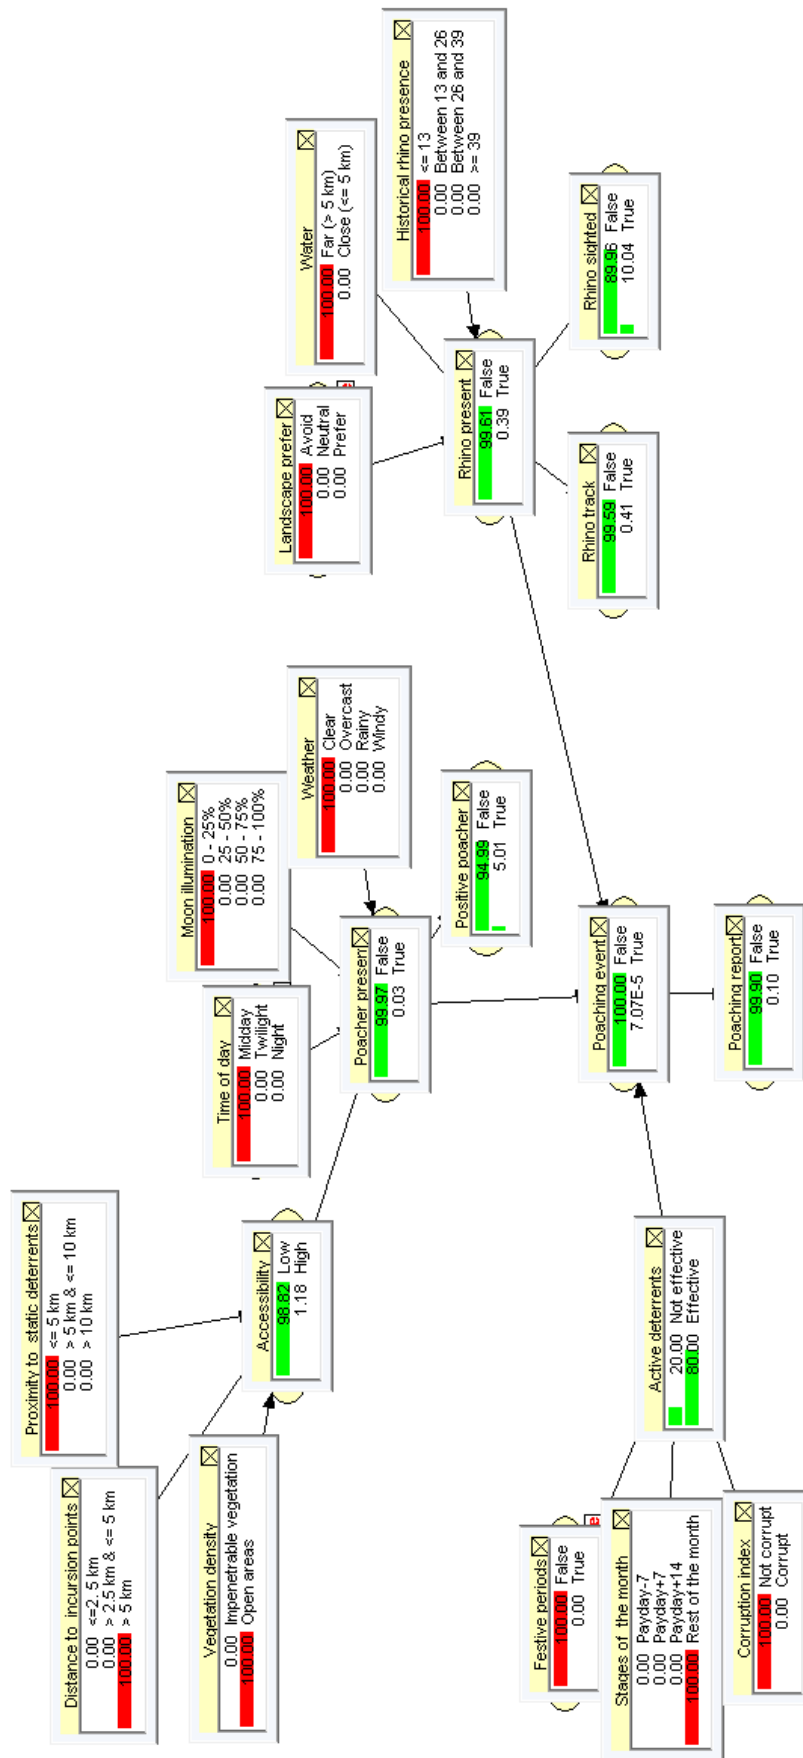 Distance to incursion points
0.00 <=2. 5 km
0.00 > 2.5 km & <= 5 km
100.00 > 5 km
Proximity to static deterrents
100.00 <= 5 km
0.00 > 5 km & <= 10 km
0.00 > 10 km
Vegetation density
0.00 Impenetrable vegetation
100.00 Open areas
Accessibility
98.82 Low
1.18 High
Time of day
100.00 Midday
0.00 Twilight
0.00 Night
Moon illumination
100.00 0 - 25%
0.00 25 - 50%
0.00 50 - 75%
0.00 75 - 100%
Weather
100.00 Clear
0.00 Overcast
0.00 Rainy
0.00 Windy
Poacher present
99.97 False
0.03 True
Positive poacher
94.99 False
5.01 True
Landscape prefer
100.00 Avoid
0.00 Neutral
0.00 Prefer
e
Water
100.00 Far (> 5 km)
0.00 Close (<= 5 km)
Historical rhino presence
100.00 <= 13
0.00 Between 13 and 26
0.00 Between 26 and 39
0.00 >= 39
Rhino present
99.61 False
0.39 True
Rhino track
99.59 False
0.41 True
Rhino sighted
89.96 False
10.04 True
Festive periods
100.00 False
0.00 True
e
Stages of the month
0.00 Payday-7
0.00 Payday+7
0.00 Payday+14
100.00 Rest of the month
Corruption index
100.00 Not corrupt
0.00 Corrupt
Active deterrents
20.00 Not effective
80.00 Effective
Poaching event
100.00 False
7.07E-5 True
Poaching report
99.90 False
0.10 True